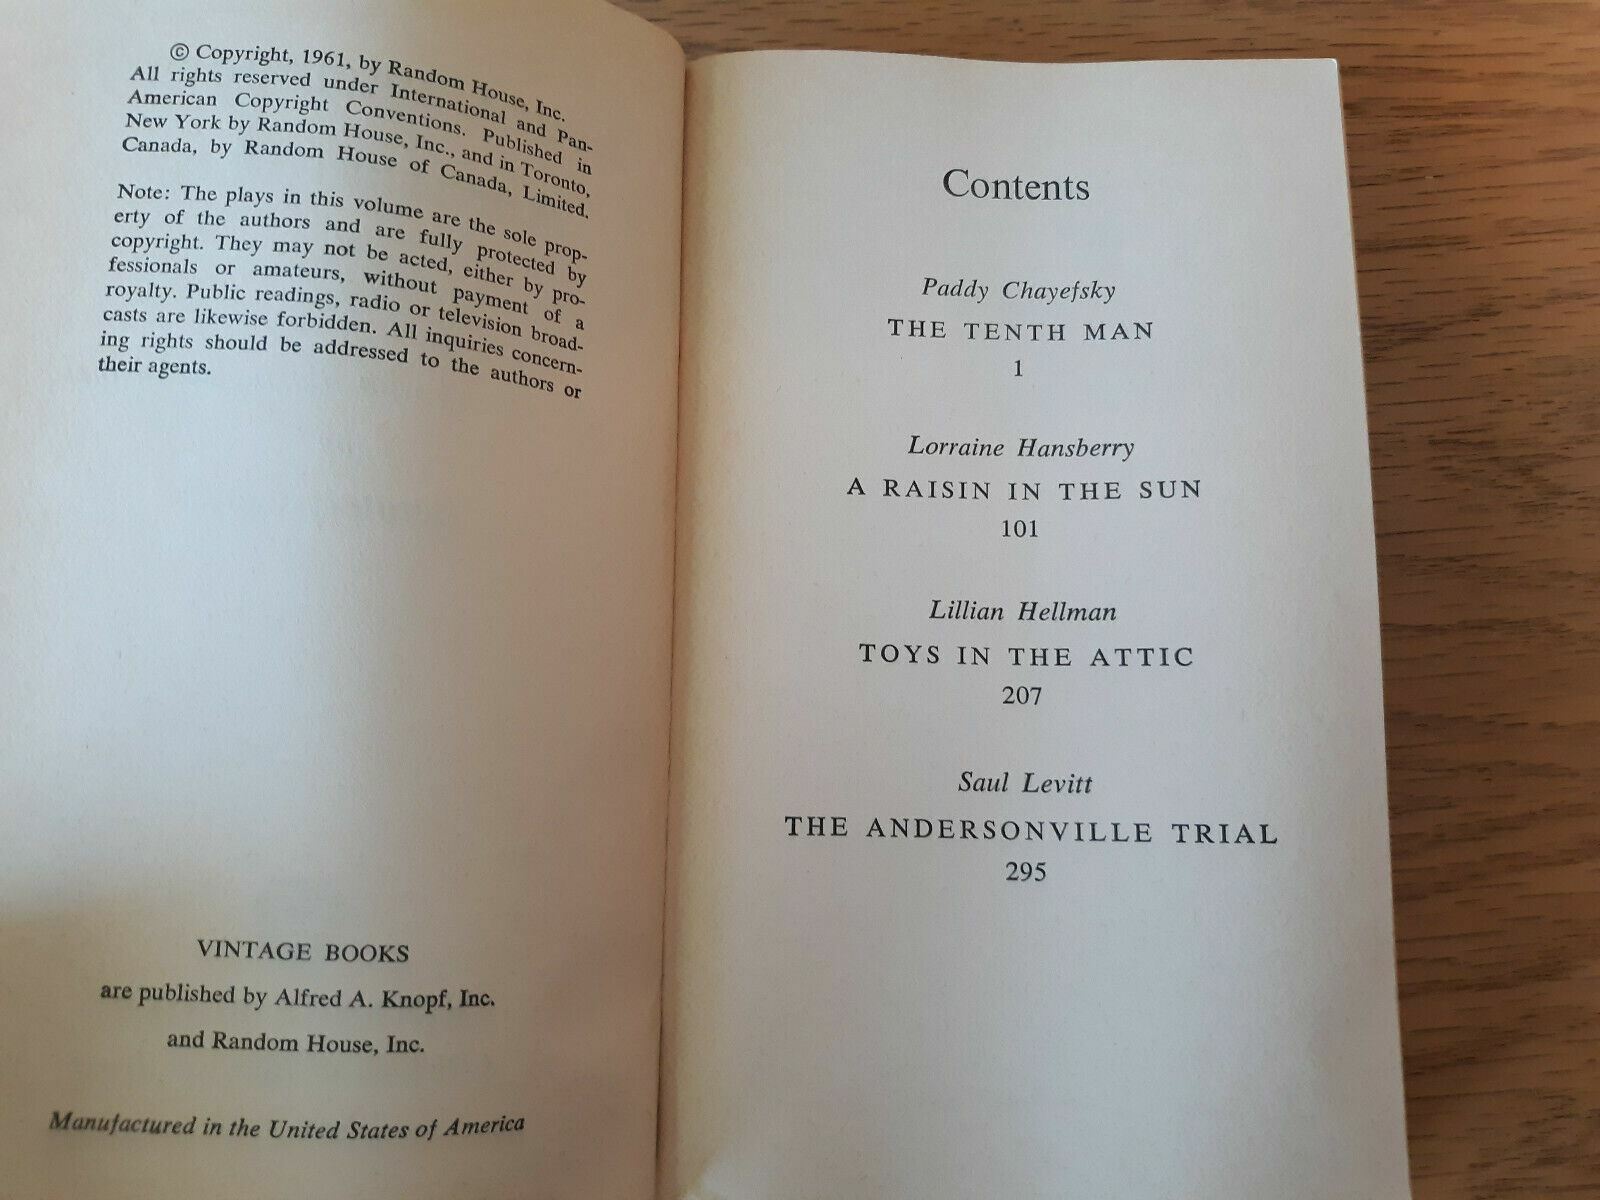 © Copyright, 1961, by Random House, Inc.
All rights reserved under International and Pan-
American Copyright Conventions. Published in
New York by Random House, Inc., and in Toronto,
Canada, by Random House of Canada, Limited.
Note: The plays in this volume are the sole prop-
erty of the authors and are fully protected by
copyright. They may not be acted, either by pro-
fessionals or amateurs, without payment of a
royalty. Public readings, radio or television broad-
casts are likewise forbidden. All inquiries concern-
ing rights should be addressed to the authors or
their agents.
VINTAGE BOOKS
are published by Alfred A. Knopf, Inc.
and Random House, Inc.
Manufactured in the United States of America
Contents
Paddy Chayefsky
THE TENTH MAN
1
Lorraine Hansberry
A RAISIN IN THE SUN
101
Lillian Hellman
TOYS IN THE ATTIC
207
Saul Levitt
THE ANDERSONVILLE TRIAL
295